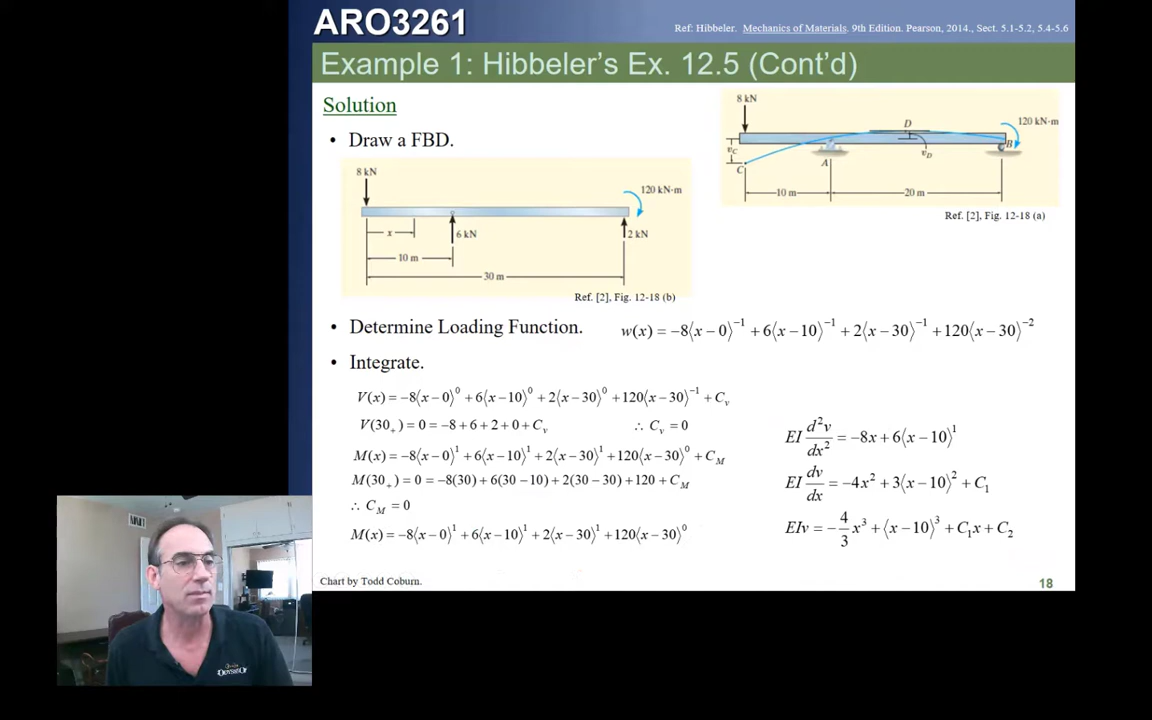 ARO3261
Ref: Hibbeler. Mechanics of Materials. 9th Edition. Pearson, 2014., Sect. 5.1-5.2, 5.4-5.6
Example 1: Hibbeler's Ex. 12.5 (Cont'd)
Solution
• Draw a FBD.
8 kN
120 kN·m
x
6 kN
2 kN
10 m
30 m
Ref. [2], Fig. 12-18 (b)
8 kN
D
120 kN·m
v_C
v_D
B
C
A
10 m
20 m
Ref. [2], Fig. 12-18 (a)
• Determine Loading Function. w(x) = −8⟨x−0⟩⁻¹ + 6⟨x−10⟩⁻¹ + 2⟨x−30⟩⁻¹ + 120⟨x−30⟩⁻²
• Integrate.
V(x) = −8⟨x−0⟩⁰ + 6⟨x−10⟩⁰ + 2⟨x−30⟩⁰ + 120⟨x−30⟩⁻¹ + C_v
V(30₊) = 0 = −8 + 6 + 2 + 0 + C_v ∴ C_v = 0
M(x) = −8⟨x−0⟩¹ + 6⟨x−10⟩¹ + 2⟨x−30⟩¹ + 120⟨x−30⟩⁰ + C_M
M(30₊) = 0 = −8(30) + 6(30−10) + 2(30−30) + 120 + C_M
∴ C_M = 0
M(x) = −8⟨x−0⟩¹ + 6⟨x−10⟩¹ + 2⟨x−30⟩¹ + 120⟨x−30⟩⁰
EI d²v/dx² = −8x + 6⟨x−10⟩¹
EI dv/dx = −4x² + 3⟨x−10⟩² + C₁
EIv = −4/3 x³ + ⟨x−10⟩³ + C₁x + C₂
Chart by Todd Coburn.
18